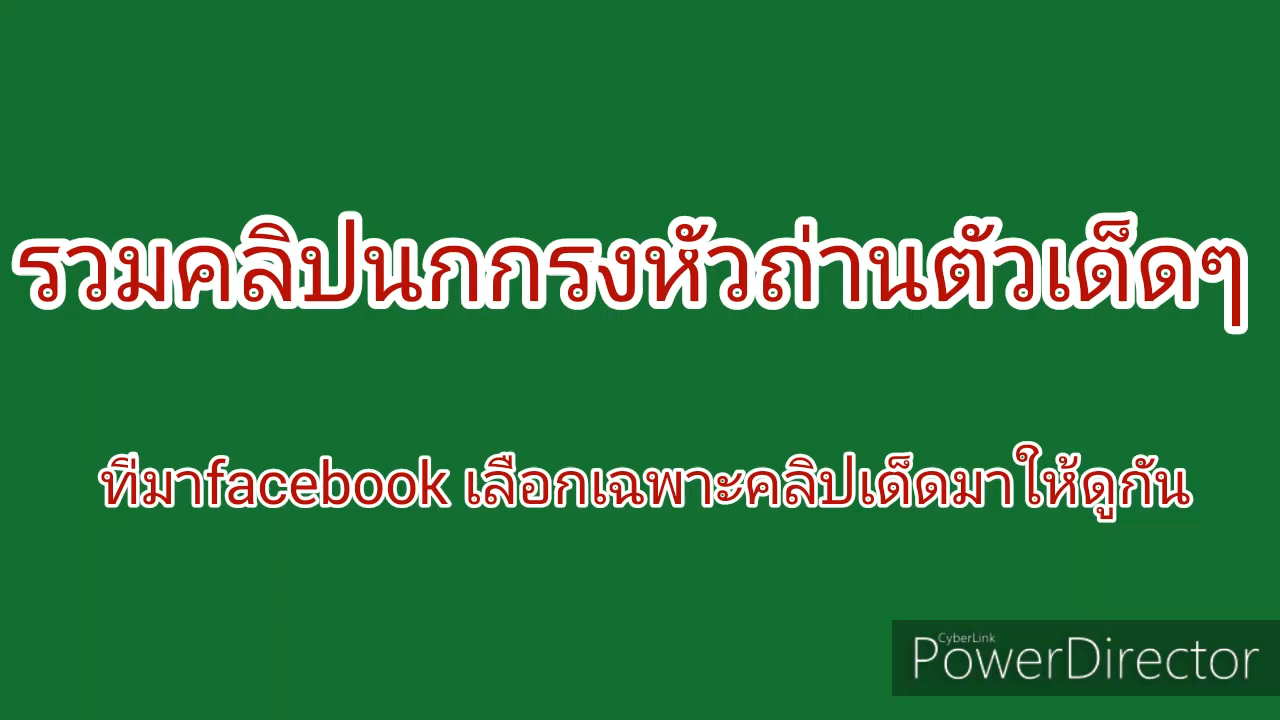 รวมคลิปนกกรงหัวถ่านตัวเด็ดๆ
ที่มาfacebook เลือกเฉพาะคลิปเด็ดมาให้ดูกัน
CyberLink
PowerDirector